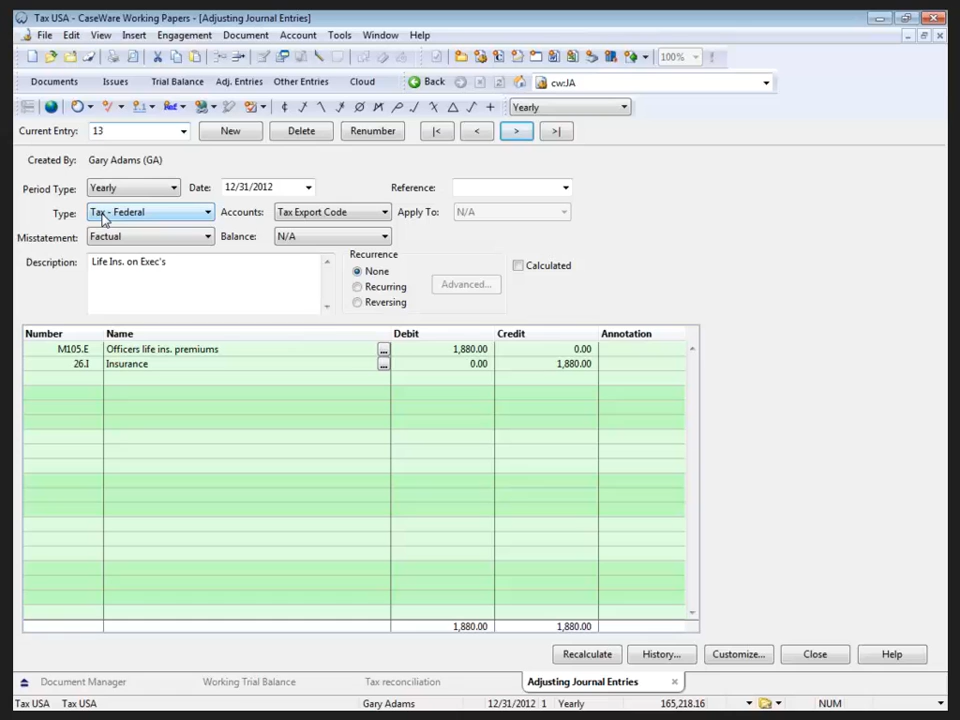 Tax USA - CaseWare Working Papers - [Adjusting Journal Entries]
File Edit View Insert Engagement Document Account Tools Window Help
100%
Documents Issues Trial Balance Adj. Entries Other Entries Cloud Back cw:JA
Yearly
Current Entry: 13 New Delete Renumber |< < > >|
Created By: Gary Adams (GA)
Period Type: Yearly Date: 12/31/2012 Reference:
Type: Tax - Federal Accounts: Tax Export Code Apply To: N/A
Misstatement: Factual Balance: N/A
Description: Life Ins. on Exec's
Recurrence
None
Recurring
Reversing
Advanced...
Calculated
Number Name Debit Credit Annotation
M105.E Officers life ins. premiums ... 1,880.00 0.00
26.I Insurance ... 0.00 1,880.00
1,880.00 1,880.00
Recalculate History... Customize... Close Help
Document Manager Working Trial Balance Tax reconciliation Adjusting Journal Entries
Tax USA Tax USA Gary Adams 12/31/2012 1 Yearly 165,218.16 NUM